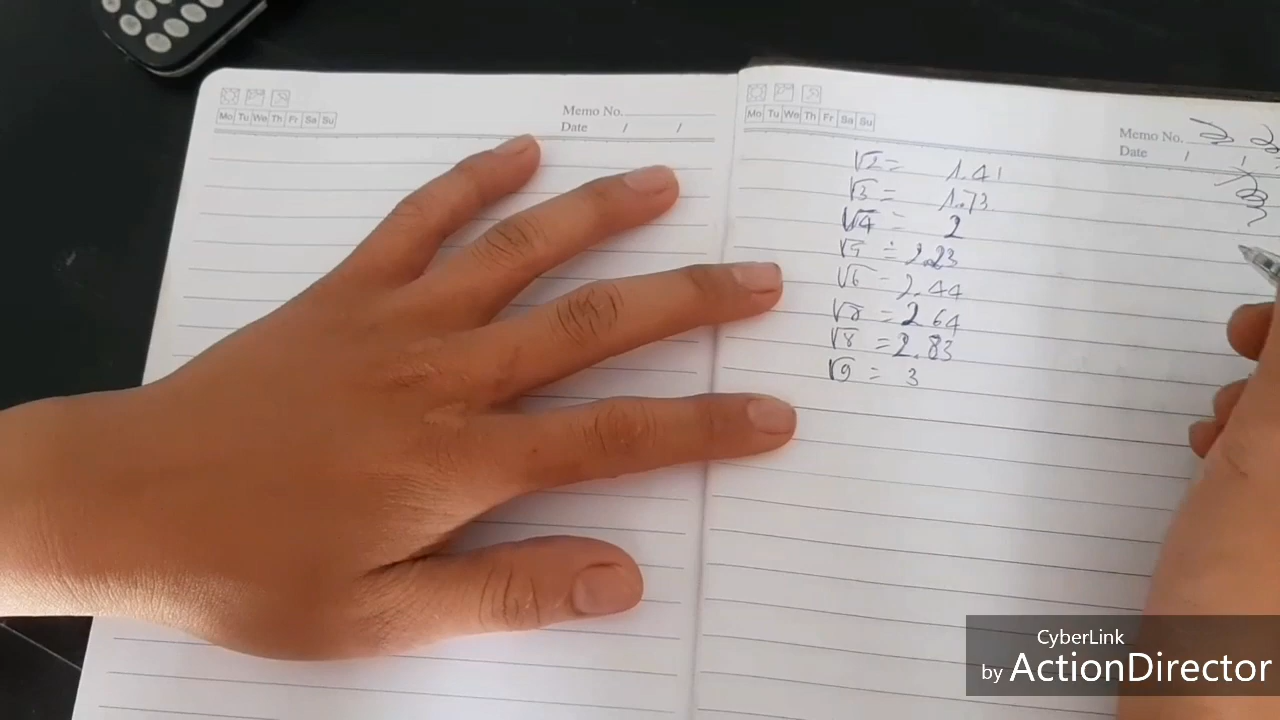 Mo Tu We Th Fr Sa Su
Memo No.
Date / /
Mo Tu We Th Fr Sa Su
Memo No.
Date / /
√2 = 1.41
√3 = 1.73
√4 = 2
√5 = 2.23
√6 = 2.44
√7 = 2.64
√8 = 2.83
√9 = 3
CyberLink
by ActionDirector